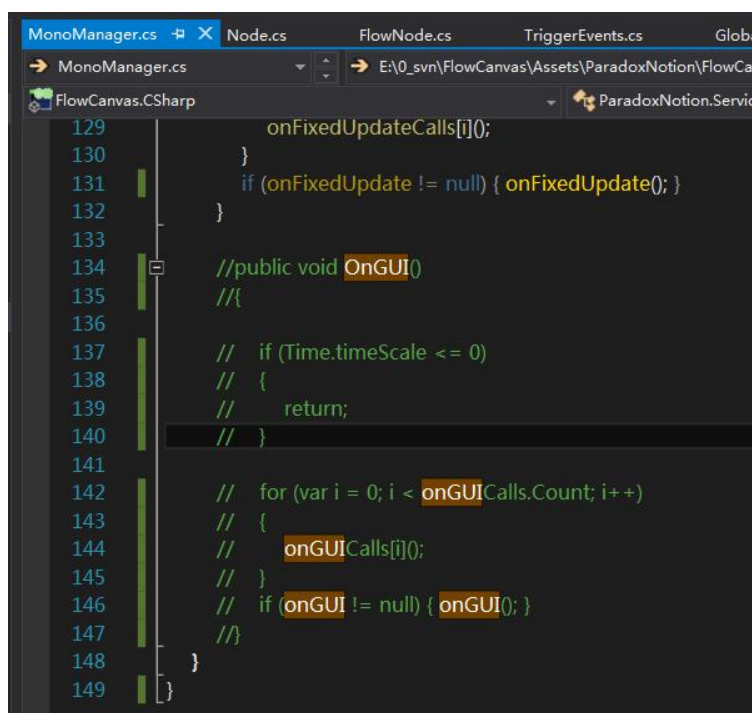 MonoManager.cs Node.cs FlowNode.cs TriggerEvents.cs Globa
MonoManager.cs E:\0_svn\FlowCanvas\Assets\ParadoxNotion\FlowCa
FlowCanvas.CSharp ParadoxNotion.Servic
129 onFixedUpdateCalls[i]();
130 }
131 if (onFixedUpdate != null) { onFixedUpdate(); }
132 }
133
134 //public void OnGUI()
135 //{
136
137 // if (Time.timeScale <= 0)
138 // {
139 // return;
140 // }
141
142 // for (var i = 0; i < onGUICalls.Count; i++)
143 // {
144 // onGUICalls[i]();
145 // }
146 // if (onGUI != null) { onGUI(); }
147 //}
148 }
149 }